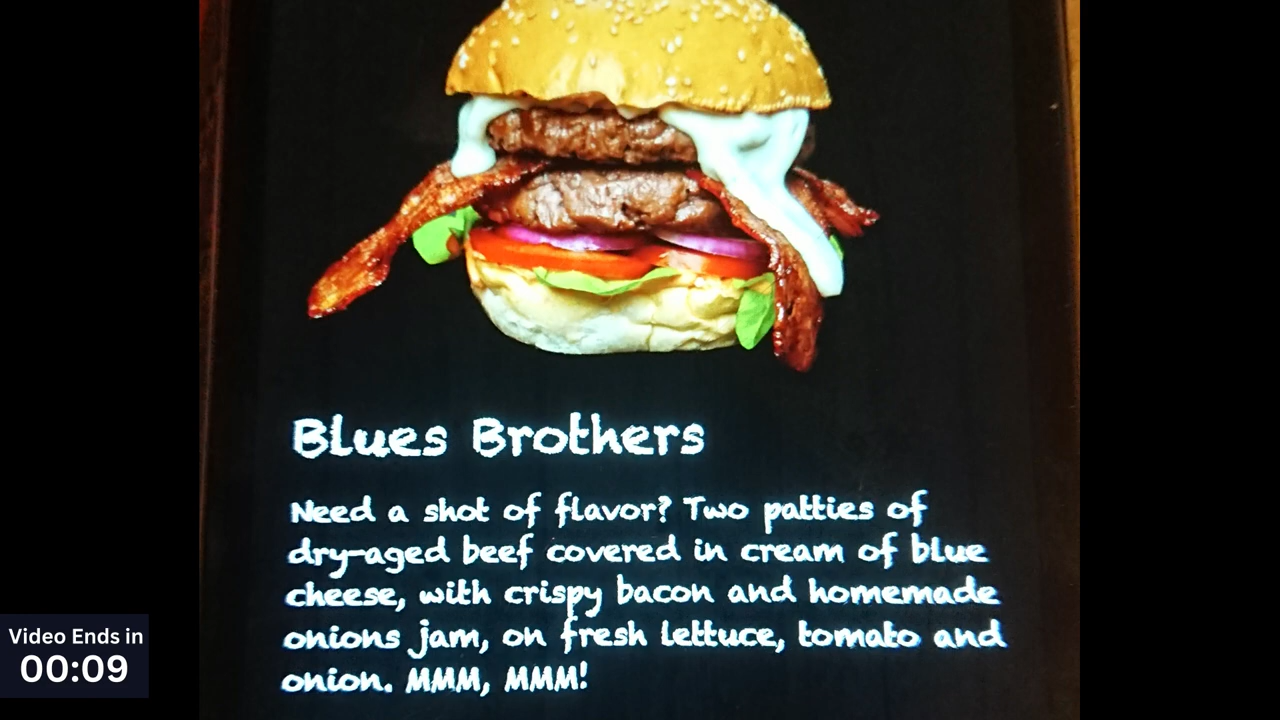 Blues Brothers
Need a shot of flavor? Two patties of
dry-aged beef covered in cream of blue
cheese, with crispy bacon and homemade
onions jam, on fresh lettuce, tomato and
onion. MMM, MMM!
Video Ends in
00:09